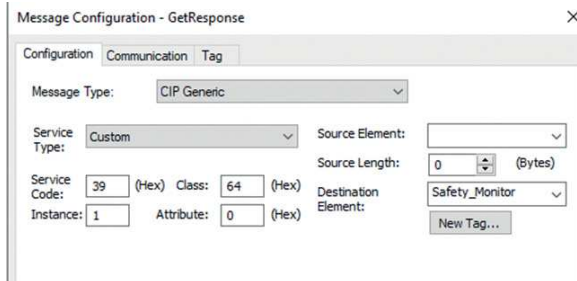 Message Configuration - GetResponse
Configuration Communication Tag
Message Type: CIP Generic
Service Type: Custom
Source Element:
Source Length: 0 (Bytes)
Service Code: 39 (Hex) Class: 64 (Hex)
Destination Element: Safety_Monitor
Instance: 1 Attribute: 0 (Hex)
New Tag...